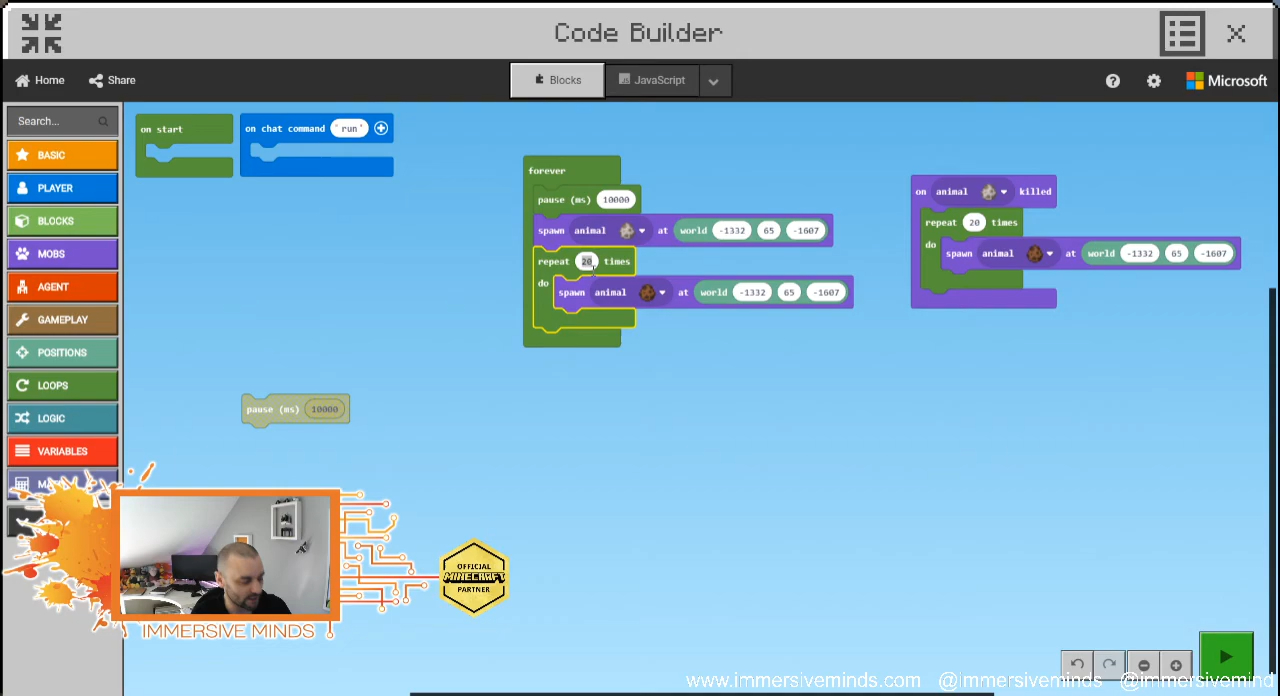 Code Builder
Home Share Blocks JavaScript Microsoft
Search...
BASIC
PLAYER
BLOCKS
MOBS
AGENT
GAMEPLAY
POSITIONS
LOOPS
LOGIC
VARIABLES
on start
on chat command "run"
forever
pause (ms) 10000
spawn animal at world -1332 65 -1607
repeat 20 times
do
spawn animal at world -1332 65 -1607
on animal killed
repeat 20 times
do
spawn animal at world -1332 65 -1607
pause (ms) 10000
OFFICIAL
MINECRAFT
PARTNER
IMMERSIVE MINDS
www.immersiveminds.com @immersiveminds @immersivemind